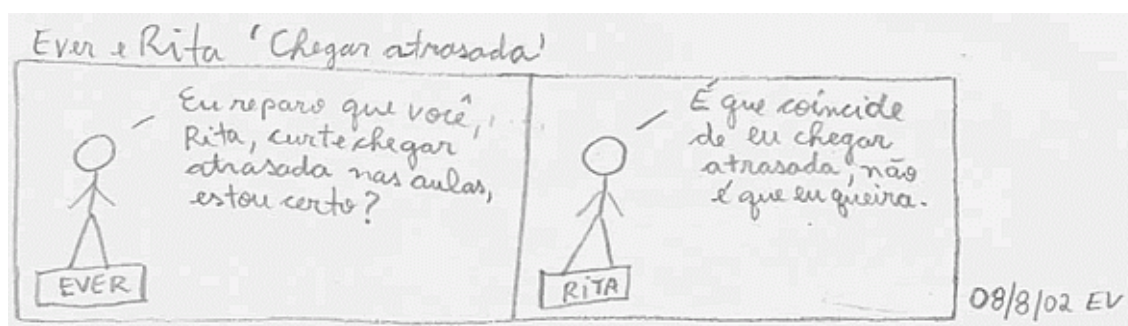 Ever e Rita 'Chegar atrasada'
Eu reparo que você,
Rita, curte chegar
atrasada nas aulas,
estou certo?
EVER
É que coincide
de eu chegar
atrasada, não
é que eu queira.
RITA
08/8/02 EV